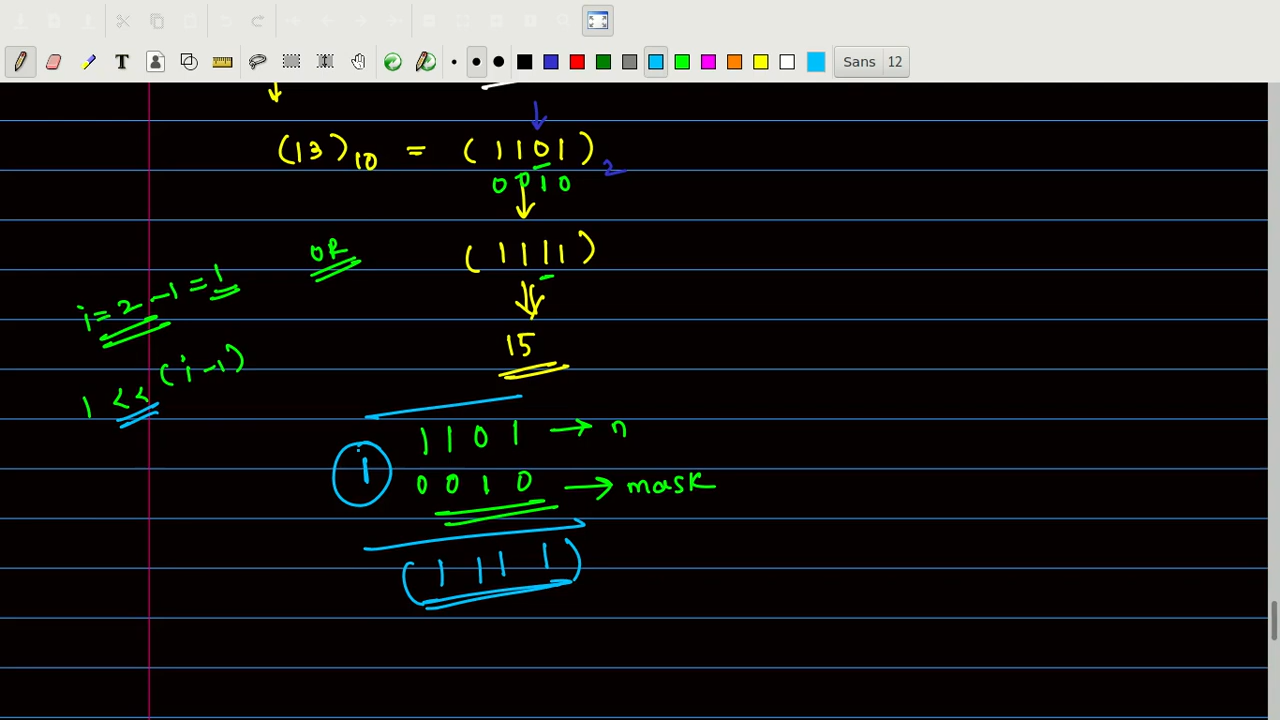 T
Sans 12
(13)10 = (1101)2
0010
OR
(1111)
i=2-1=1
15
1 << (i-1)
1101 → n
i
0010 → mask
(1111)